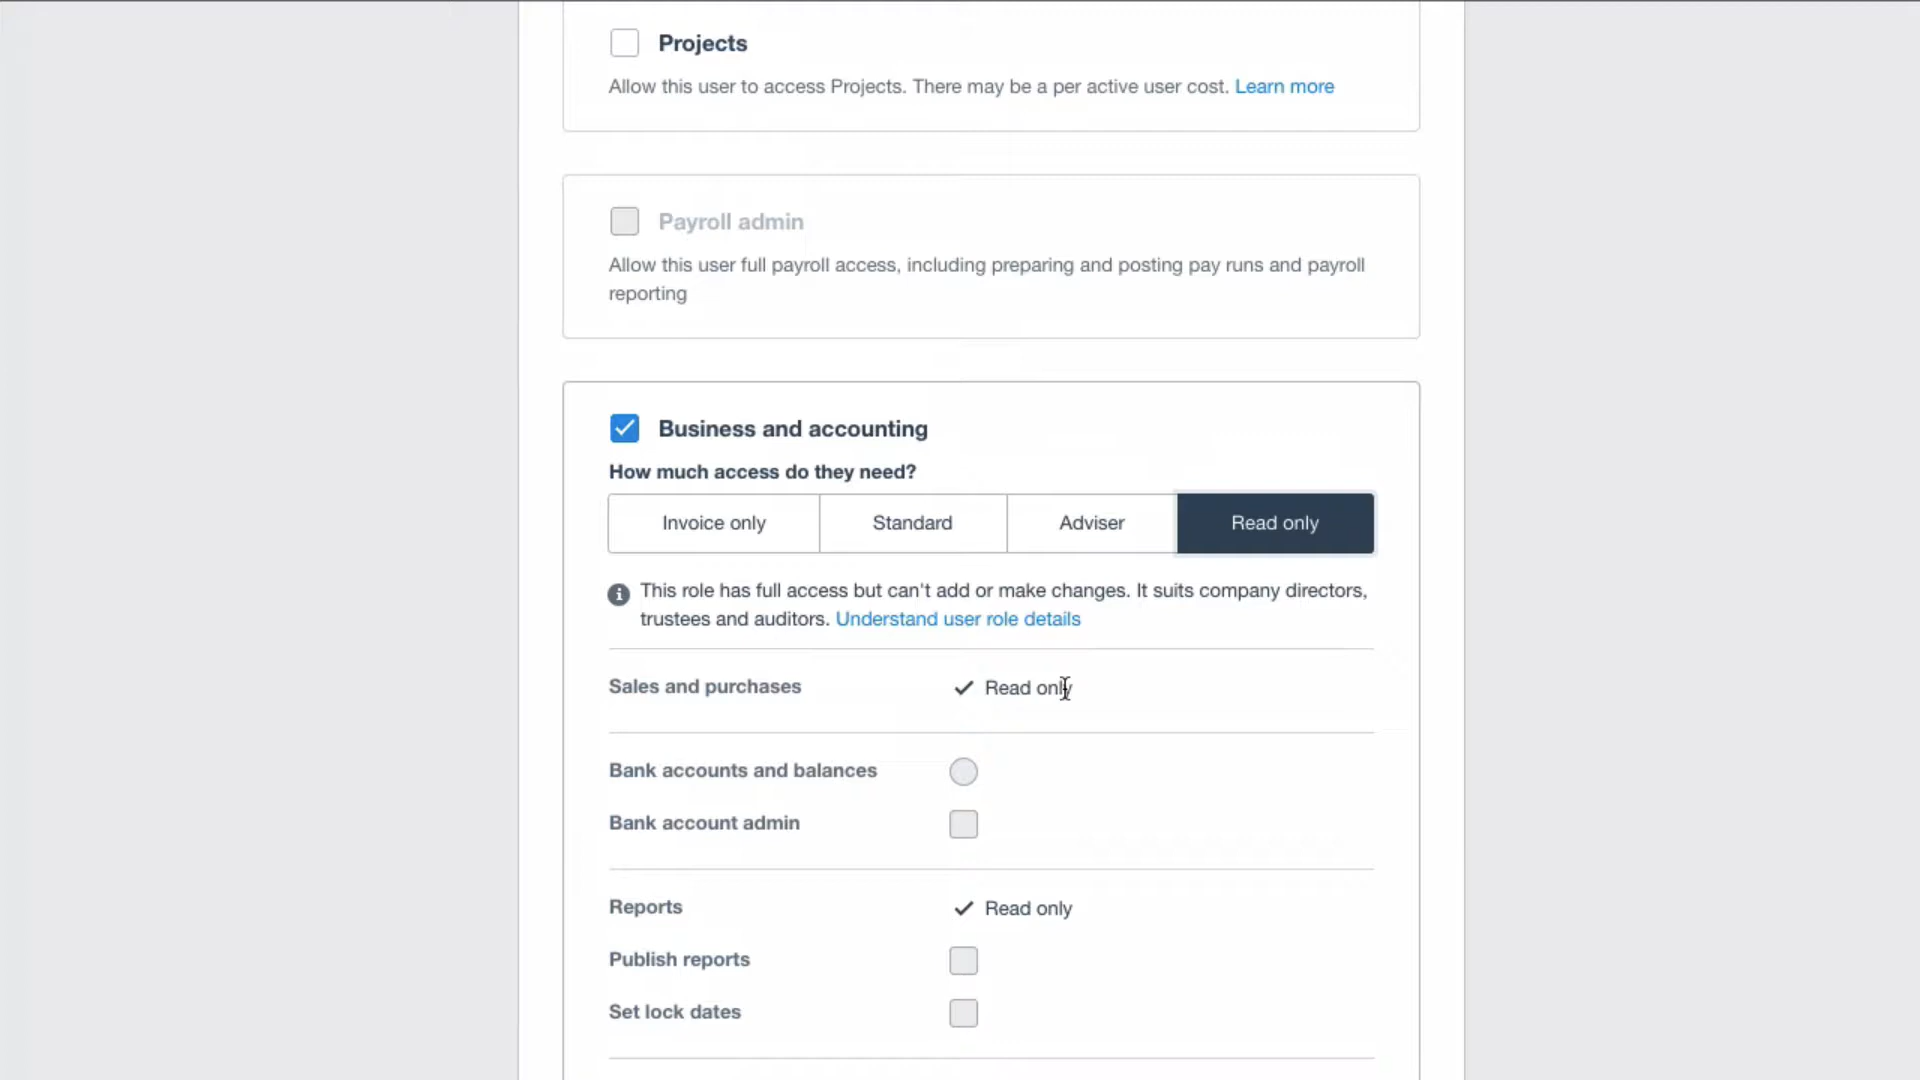 Projects
Allow this user to access Projects. There may be a per active user cost. Learn more
Payroll admin
Allow this user full payroll access, including preparing and posting pay runs and payroll
reporting
Business and accounting
How much access do they need?
Invoice only Standard Adviser Read only
This role has full access but can't add or make changes. It suits company directors,
trustees and auditors. Understand user role details
Sales and purchases Read only
Bank accounts and balances
Bank account admin
Reports Read only
Publish reports
Set lock dates